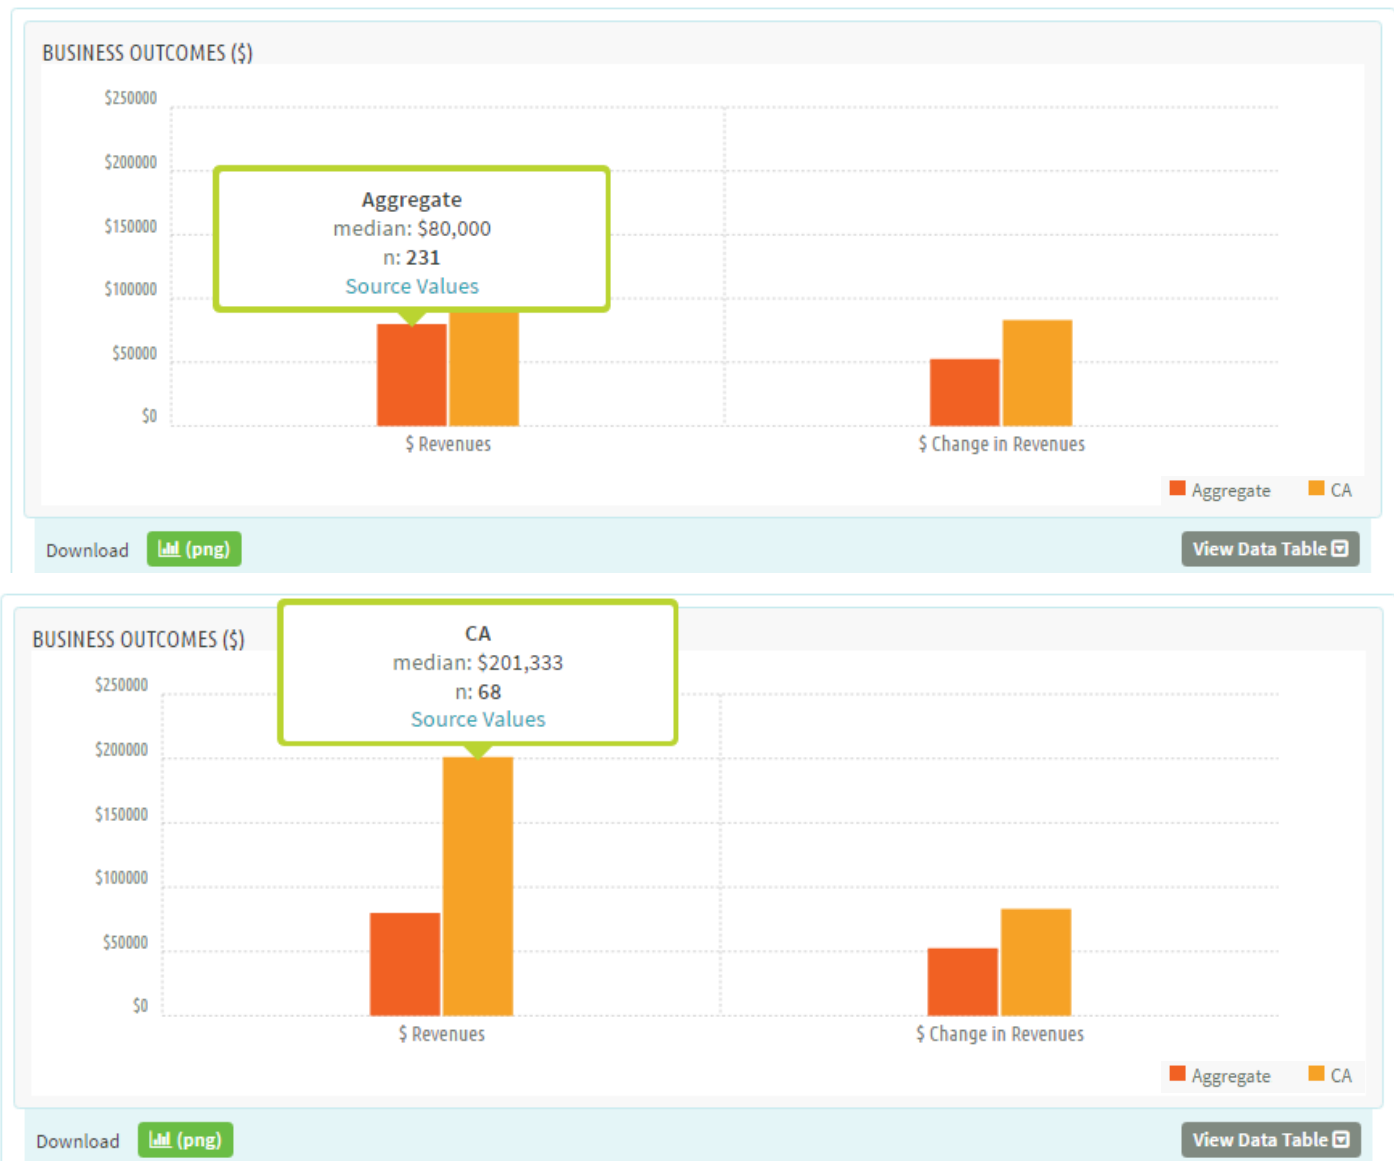 BUSINESS OUTCOMES ($)
$250000
$200000
$150000
$100000
$50000
$0
Aggregate
median: $80,000
n: 231
Source Values
$ Revenues
$ Change in Revenues
Aggregate
CA
Download
(png)
View Data Table
BUSINESS OUTCOMES ($)
CA
median: $201,333
n: 68
Source Values
$250000
$200000
$150000
$100000
$50000
$0
$ Revenues
$ Change in Revenues
Aggregate
CA
Download
(png)
View Data Table